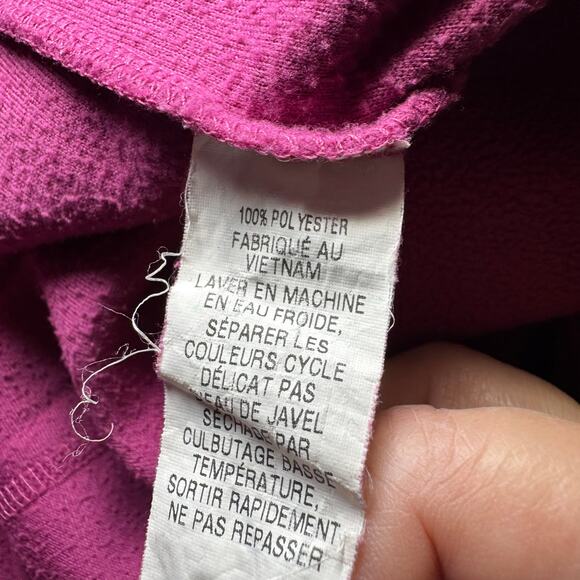 100% POLYESTER
FABRIQUÉ AU
VIETNAM
LAVER EN MACHINE
EN EAU FROIDE,
SÉPARER LES
COULEURS CYCLE
DÉLICAT PAS
DE JAVEL
SÉCHAGE PAR
CULBUTAGE BASSE
TEMPÉRATURE,
SORTIR RAPIDEMENT
NE PAS REPASSER